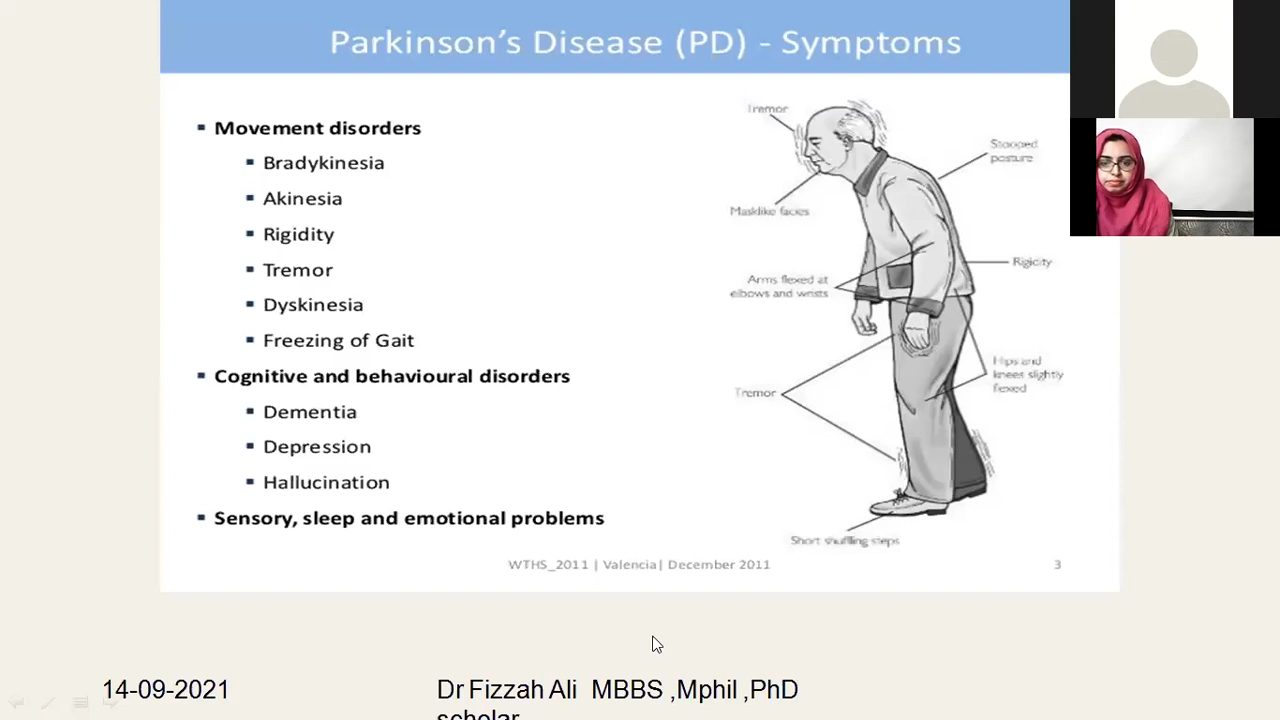 Parkinson's Disease (PD) - Symptoms
Movement disorders
Bradykinesia
Akinesia
Rigidity
Tremor
Dyskinesia
Freezing of Gait
Cognitive and behavioural disorders
Dementia
Depression
Hallucination
Sensory, sleep and emotional problems
Tremor
Stooped
posture
Masklike facies
Rigidity
Arms flexed at
elbows and wrists
Hips and
knees slightly
flexed
Tremor
Short shuffling steps
WTHS_2011 | Valencia| December 2011
3
14-09-2021
Dr Fizzah Ali MBBS ,Mphil ,PhD
scholar